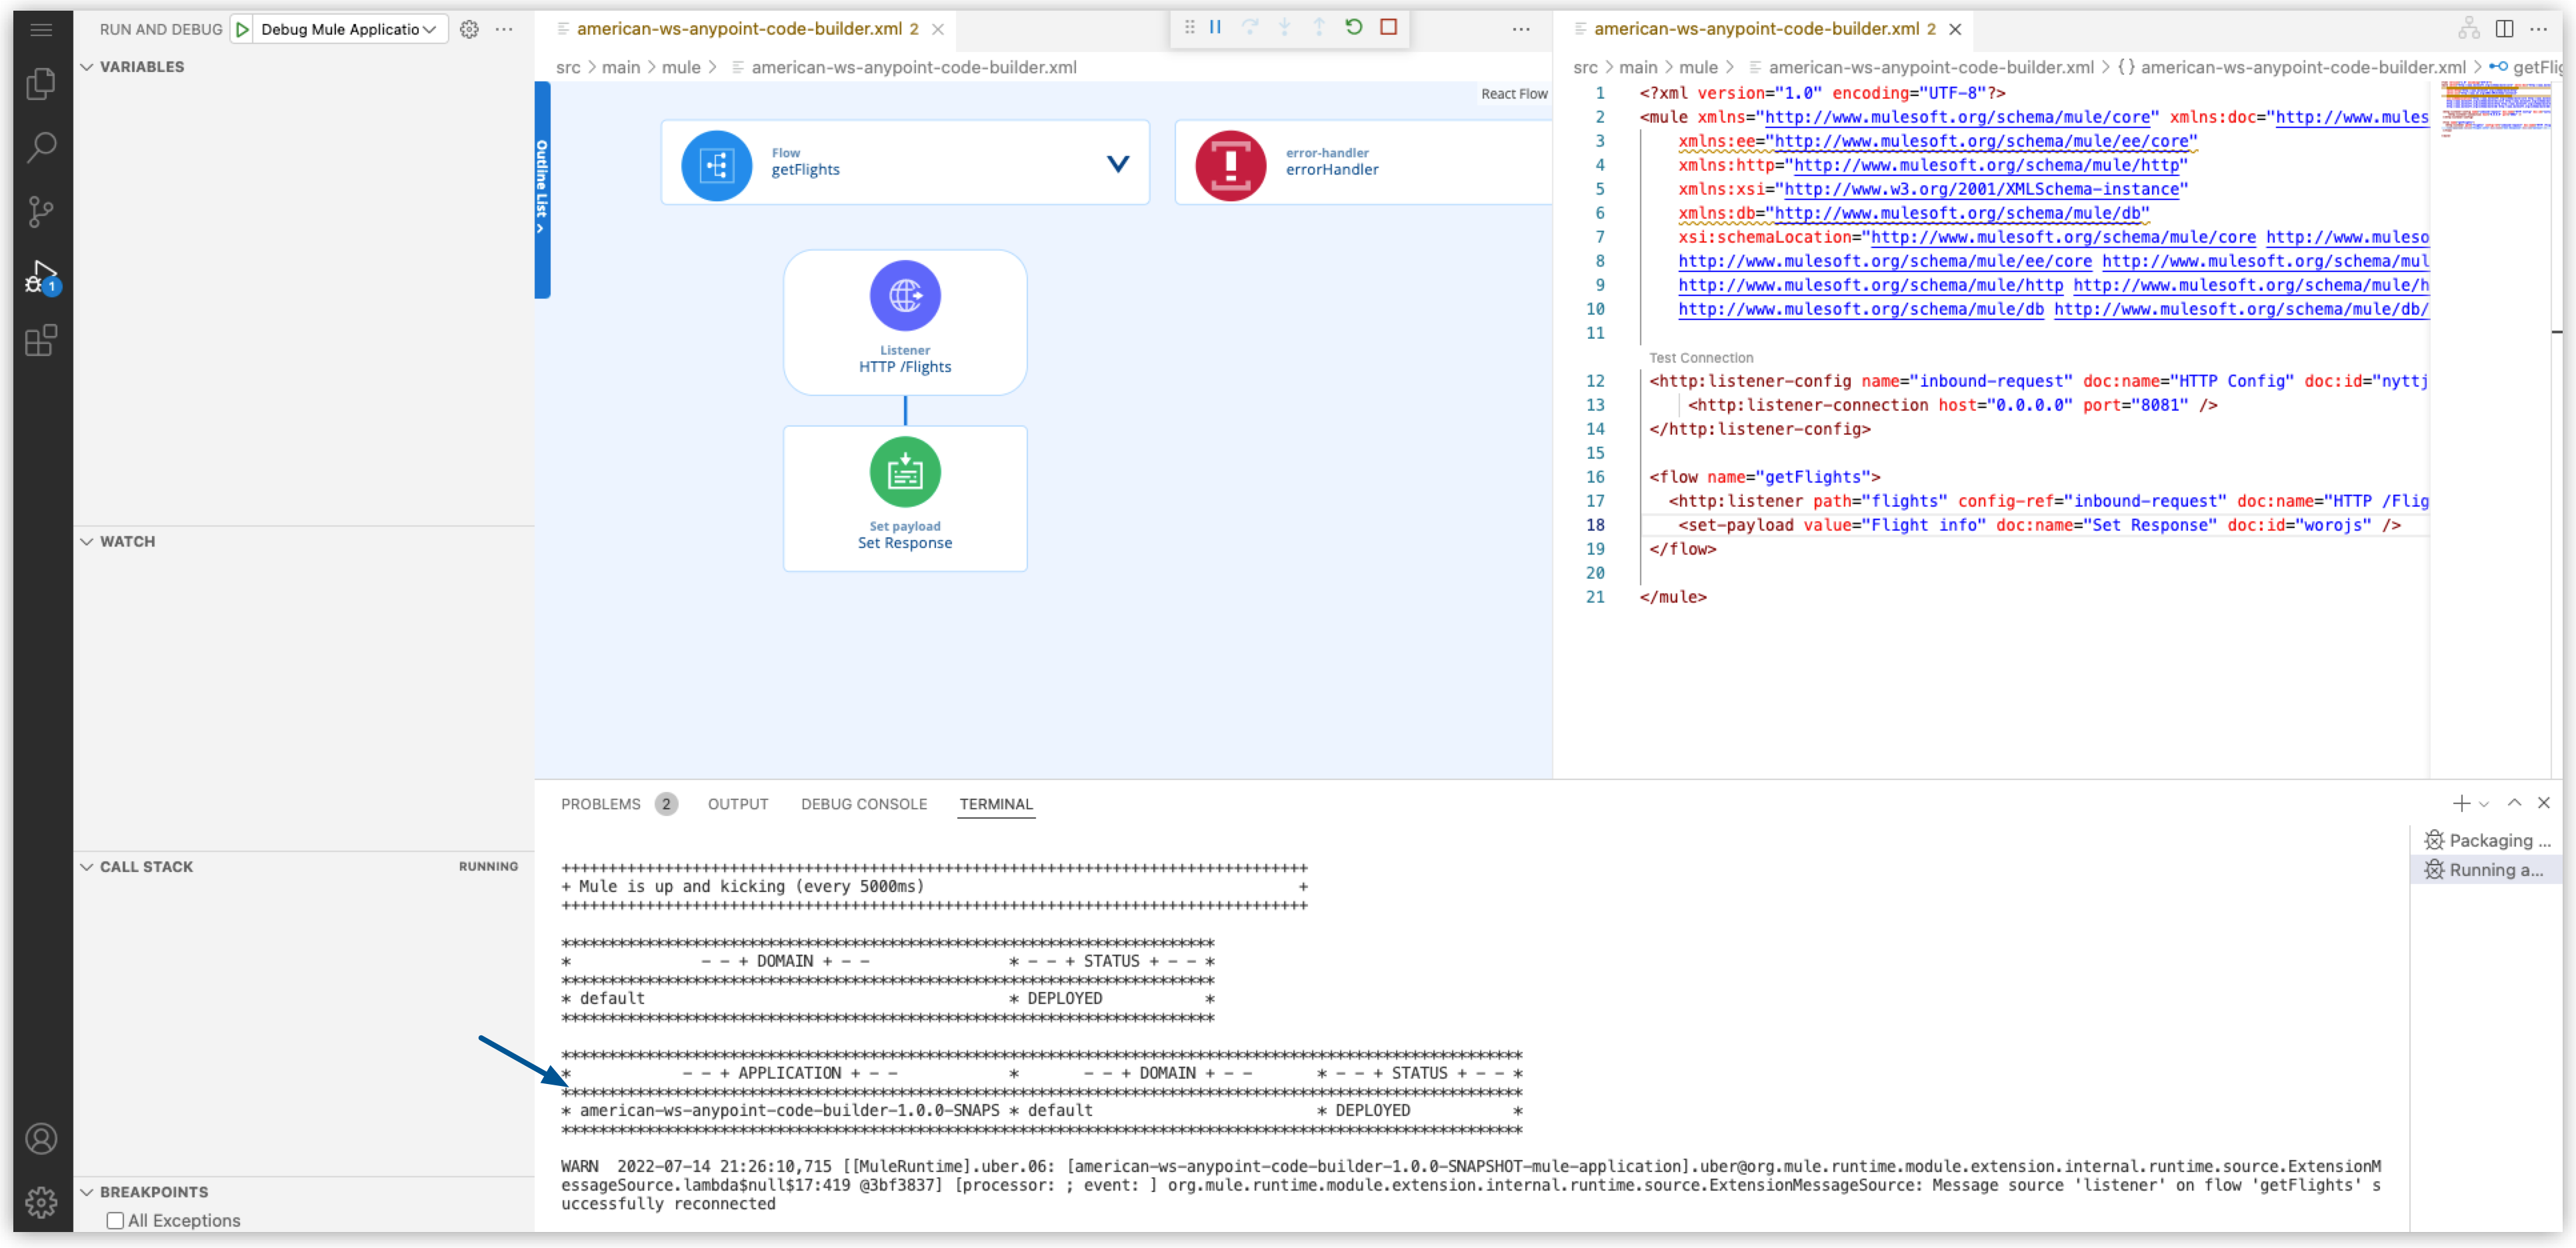 RUN AND DEBUG Debug Mule Applicatio
VARIABLES
WATCH
CALL STACK RUNNING
BREAKPOINTS
All Exceptions
1
american-ws-anypoint-code-builder.xml 2
src > main > mule > american-ws-anypoint-code-builder.xml
Outline List >
React Flow
Flow
getFlights
error-handler
errorHandler
Listener
HTTP /Flights
Set payload
Set Response
american-ws-anypoint-code-builder.xml 2
src > main > mule > american-ws-anypoint-code-builder.xml > {} american-ws-anypoint-code-builder.xml > getFlig
1 <?xml version="1.0" encoding="UTF-8"?>
2 <mule xmlns="http://www.mulesoft.org/schema/mule/core" xmlns:doc="http://www.mules
3 xmlns:ee="http://www.mulesoft.org/schema/mule/ee/core"
4 xmlns:http="http://www.mulesoft.org/schema/mule/http"
5 xmlns:xsi="http://www.w3.org/2001/XMLSchema-instance"
6 xmlns:db="http://www.mulesoft.org/schema/mule/db"
7 xsi:schemaLocation="http://www.mulesoft.org/schema/mule/core http://www.muleso
8 http://www.mulesoft.org/schema/mule/ee/core http://www.mulesoft.org/schema/mul
9 http://www.mulesoft.org/schema/mule/http http://www.mulesoft.org/schema/mule/h
10 http://www.mulesoft.org/schema/mule/db http://www.mulesoft.org/schema/mule/db/
11
Test Connection
12 <http:listener-config name="inbound-request" doc:name="HTTP Config" doc:id="nyttj
13 <http:listener-connection host="0.0.0.0" port="8081" />
14 </http:listener-config>
15
16 <flow name="getFlights">
17 <http:listener path="flights" config-ref="inbound-request" doc:name="HTTP /Flig
18 <set-payload value="Flight info" doc:name="Set Response" doc:id="worojs" />
19 </flow>
20
21 </mule>
PROBLEMS 2 OUTPUT DEBUG CONSOLE TERMINAL
Packaging ...
Running a...
++++++++++++++++++++++++++++++++++++++++++++++++++++++++++++++++++++++++++++++++
+ Mule is up and kicking (every 5000ms) +
++++++++++++++++++++++++++++++++++++++++++++++++++++++++++++++++++++++++++++++++
**********************************************************************
* - - + DOMAIN + - - * - - + STATUS + - - *
**********************************************************************
* default * DEPLOYED *
**********************************************************************
*******************************************************************************************************
* - - + APPLICATION + - - * - - + DOMAIN + - - * - - + STATUS + - - *
*******************************************************************************************************
* american-ws-anypoint-code-builder-1.0.0-SNAPS * default * DEPLOYED *
*******************************************************************************************************
WARN 2022-07-14 21:26:10,715 [[MuleRuntime].uber.06: [american-ws-anypoint-code-builder-1.0.0-SNAPSHOT-mule-application].uber@org.mule.runtime.module.extension.internal.runtime.source.ExtensionM
essageSource.lambda$null$17:419 @3bf3837] [processor: ; event: ] org.mule.runtime.module.extension.internal.runtime.source.ExtensionMessageSource: Message source 'listener' on flow 'getFlights' s
uccessfully reconnected